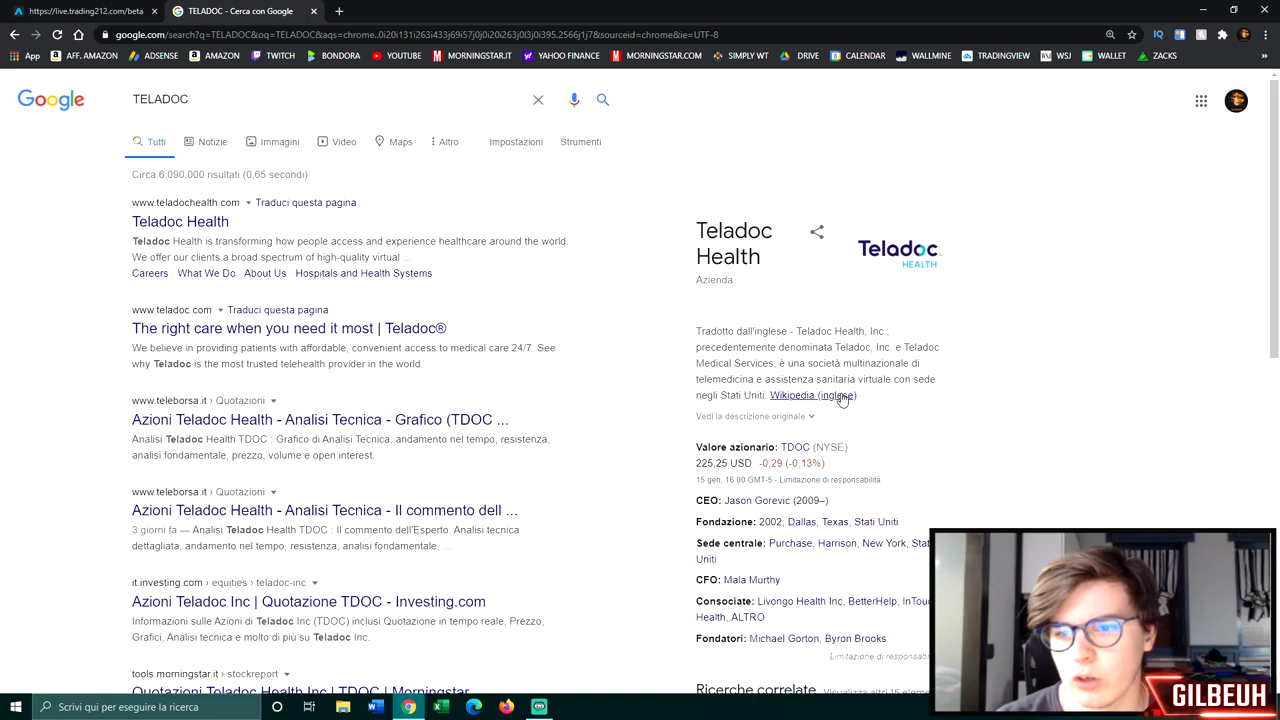 https://live.trading212.com/beta
TELADOC - Cerca con Google
google.com/search?q=TELADOC&oq=TELADOC&aqs=chrome..0i20i131i263i433j69i57j0j0i20i263j0l3j0i395.2566j1j7&sourceid=chrome&ie=UTF-8
App AFF. AMAZON ADSENSE AMAZON TWITCH BONDORA YOUTUBE MORNINGSTAR.IT YAHOO FINANCE MORNINGSTAR.COM SIMPLY WT DRIVE CALENDAR WALLMINE TRADINGVIEW WSJ WALLET ZACKS
Google
TELADOC
Tutti Notizie Immagini Video Maps Altro Impostazioni Strumenti
Circa 6.090.000 risultati (0,65 secondi)
www.teladochealth.com Traduci questa pagina
Teladoc Health
Teladoc Health is transforming how people access and experience healthcare around the world.
We offer our clients a broad spectrum of high-quality virtual ...
Careers What We Do About Us Hospitals and Health Systems
www.teladoc.com Traduci questa pagina
The right care when you need it most | Teladoc®
We believe in providing patients with affordable, convenient access to medical care 24/7 See
why Teladoc is the most trusted telehealth provider in the world
www.teleborsa.it › Quotazioni
Azioni Teladoc Health - Analisi Tecnica - Grafico (TDOC ...
Analisi Teladoc Health TDOC : Grafico di Analisi Tecnica, andamento nel tempo, resistenza,
analisi fondamentale, prezzo, volume e open interest.
www.teleborsa.it › Quotazioni
Azioni Teladoc Health - Analisi Tecnica - Il commento dell ...
3 giorni fa — Analisi Teladoc Health TDOC : Il commento dell'Esperto. Analisi tecnica
dettagliata, andamento nel tempo, resistenza, analisi fondamentale, ...
it.investing.com › equities › teladoc-inc
Azioni Teladoc Inc | Quotazione TDOC - Investing.com
Informazioni sulle Azioni di Teladoc Inc (TDOC) inclusi Quotazione in tempo reale, Prezzo,
Grafici, Analisi tecnica e molto di più su Teladoc Inc.
tools.morningstar.it › stockreport
Quotazioni Teladoc Health Inc | TDOC | Morningstar
Teladoc
Health
Azienda
Teladoc
HEALTH
Tradotto dall'inglese - Teladoc Health, Inc.,
precedentemente denominata Teladoc, Inc. e Teladoc
Medical Services, è una società multinazionale di
telemedicina e assistenza sanitaria virtuale con sede
negli Stati Uniti. Wikipedia (inglese)
Vedi la descrizione originale
Valore azionario: TDOC (NYSE)
225,25 USD -0,29 (-0,13%)
15 gen, 16:00 GMT-5 - Limitazione di responsabilità
CEO: Jason Gorevic (2009–)
Fondazione: 2002, Dallas, Texas, Stati Uniti
Sede centrale: Purchase, Harrison, New York, Stat
Uniti
CFO: Mala Murthy
Consociate: Livongo Health Inc, BetterHelp, InTou
Health, ALTRO
Fondatori: Michael Gorton, Byron Brooks
Limitazione di responsab
Ricerche correlate Visualizza altri 15 elem
Scrivi qui per eseguire la ricerca
GILBEUH